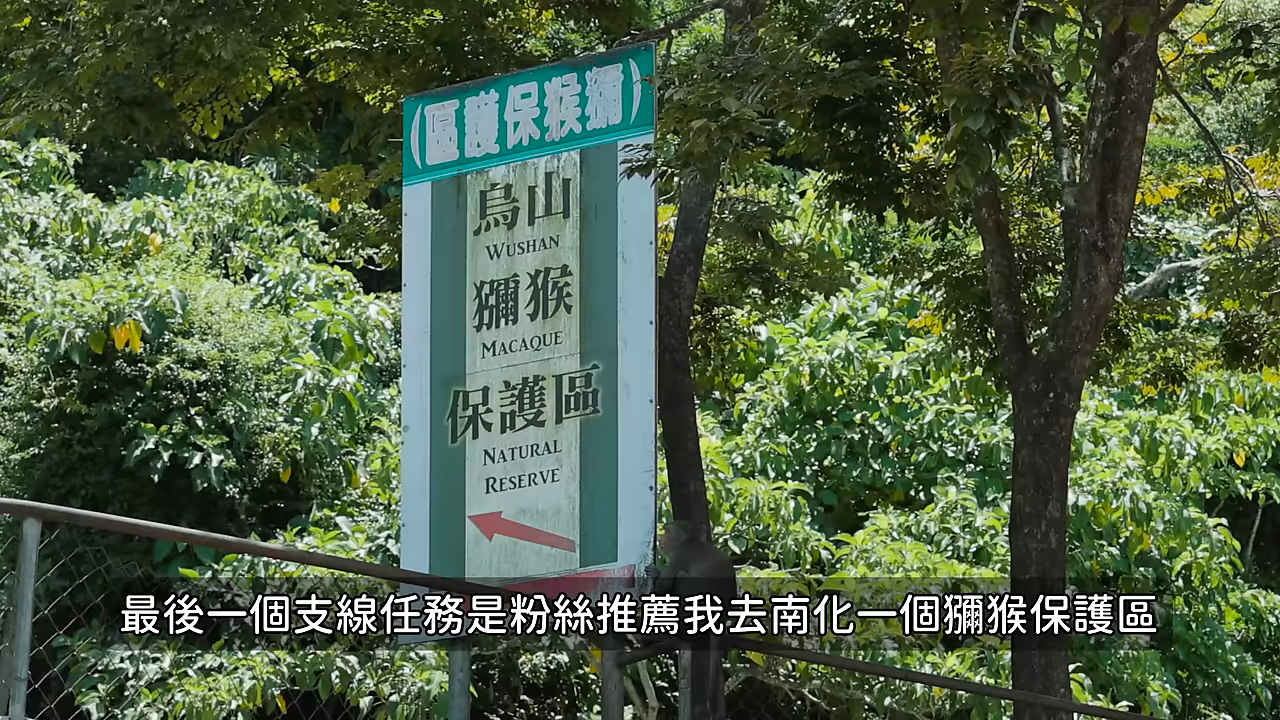 (獼猴保護區)
烏山
WUSHAN
獼猴
MACAQUE
保護區
NATURAL
RESERVE
最後一個支線任務是粉絲推薦我去南化一個獼猴保護區